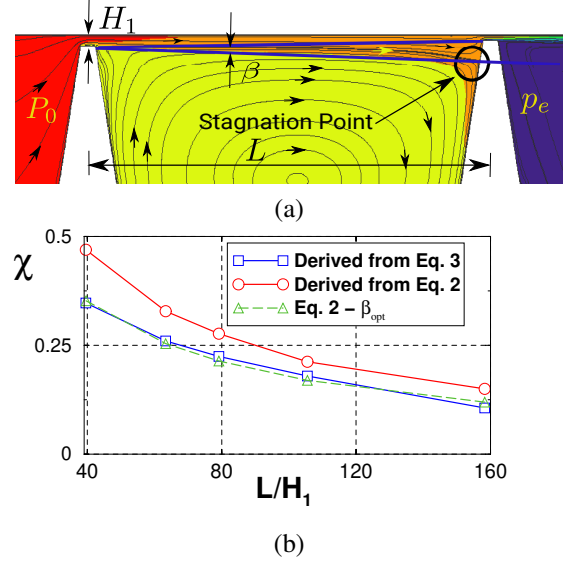 H₁
P₀
β
pₑ
Stagnation Point
L
(a)
0.5
χ
Derived from Eq. 3
Derived from Eq. 2
Eq. 2 – βₒₚₜ
0.25
0
40
80
120
160
L/H₁
(b)